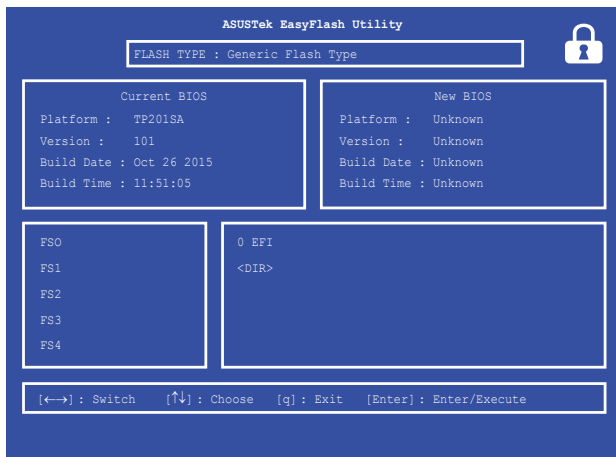 ASUSTek EasyFlash Utility
FLASH TYPE : Generic Flash Type
Current BIOS
Platform : TP201SA
Version : 101
Build Date : Oct 26 2015
Build Time : 11:51:05
New BIOS
Platform : Unknown
Version : Unknown
Build Date : Unknown
Build Time : Unknown
FSO
FS1
FS2
FS3
FS4
0 EFI
<DIR>
[←→] : Switch [↑↓] : Choose [q] : Exit [Enter] : Enter/Execute